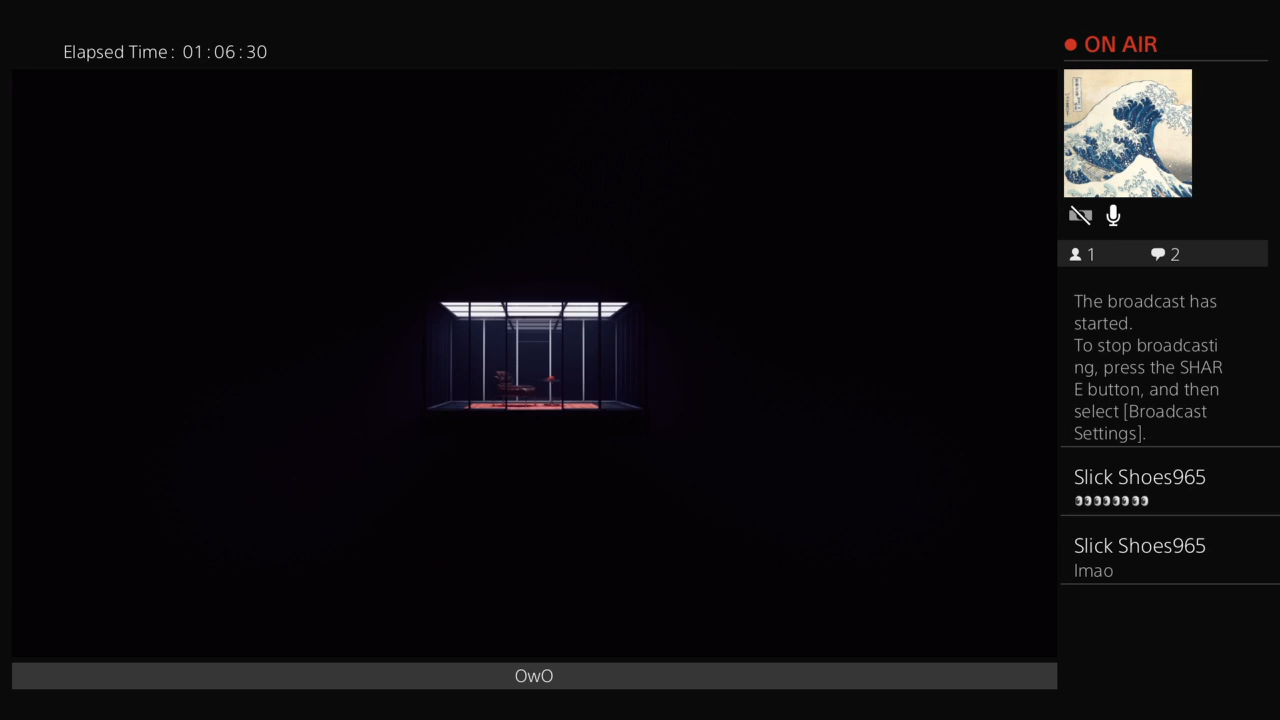 Elapsed Time: 01:06:30
ON AIR
1
2
The broadcast has
started.
To stop broadcasti
ng, press the SHAR
E button, and then
select [Broadcast
Settings].
Slick Shoes965
👀👀👀👀
Slick Shoes965
lmao
OwO